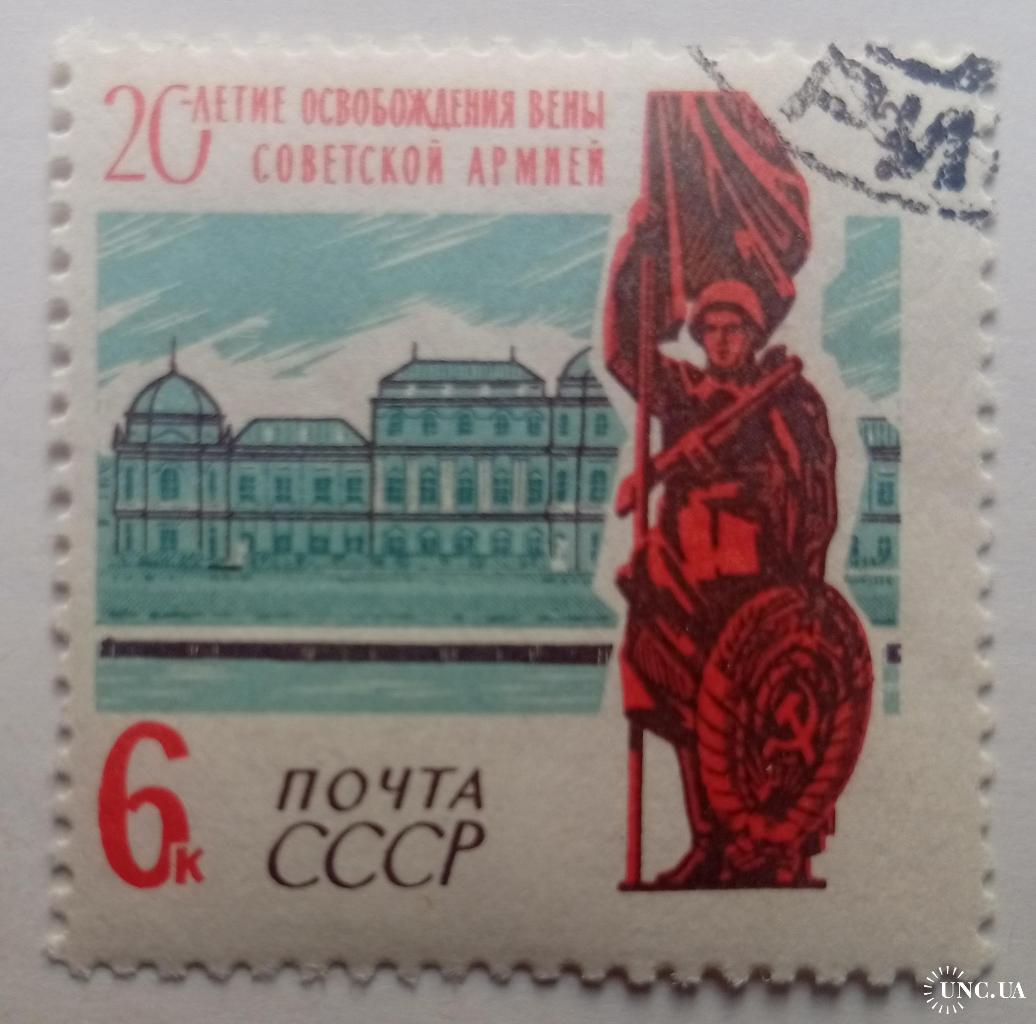 20-ЛЕТИЕ ОСВОБОЖДЕНИЯ ВЕНЫ
СОВЕТСКОЙ АРМИЕЙ
6к
ПОЧТА
СССР
UNC.UA